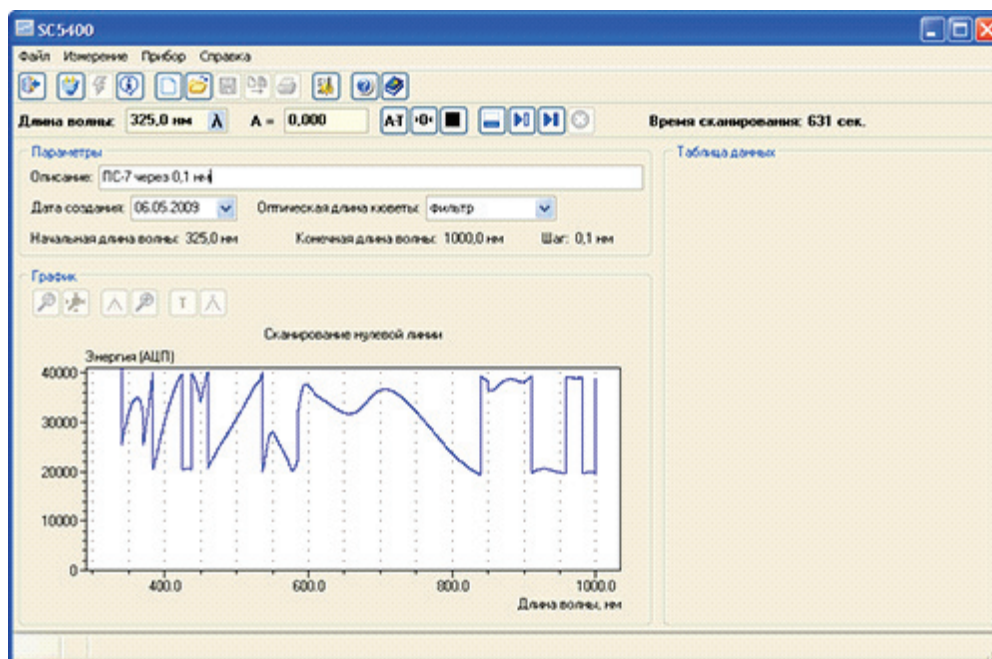 SC5400
Файл Измерение Прибор Справка
Длина волны: 325,0 нм λ A = 0,000 A-T ›0‹ Время сканирования: 631 сек.
Параметры
Описание: ПС-7 через 0,1 нм
Дата создания: 06.05.2009 Оптическая длина кюветы: фильтр
Начальная длина волны: 325,0 нм Конечная длина волны: 1000,0 нм Шаг: 0,1 нм
Таблица данных
График
Сканирование нулевой линии
Энергия (АЦП)
40000
30000
20000
10000
0
400.0 600.0 800.0 1000.0
Длина волны, нм